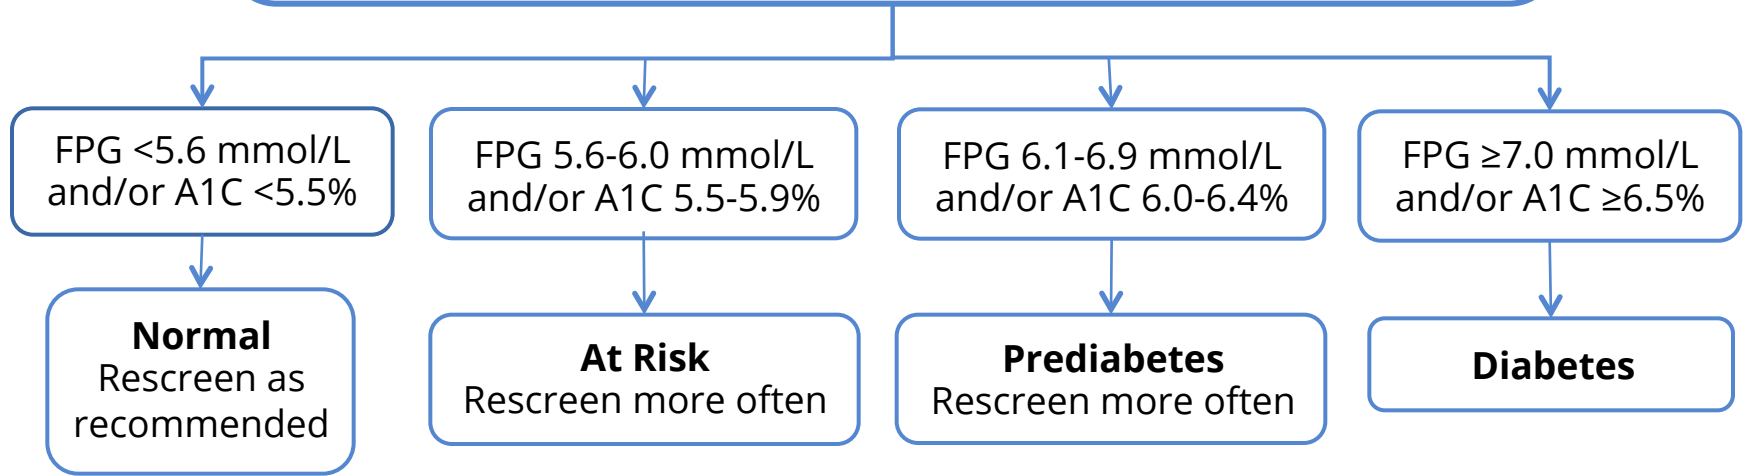 FPG <5.6 mmol/L
and/or A1C <5.5%
FPG 5.6-6.0 mmol/L
and/or A1C 5.5-5.9%
FPG 6.1-6.9 mmol/L
and/or A1C 6.0-6.4%
FPG ≥7.0 mmol/L
and/or A1C ≥6.5%
Normal
Rescreen as
recommended
At Risk
Rescreen more often
Prediabetes
Rescreen more often
Diabetes